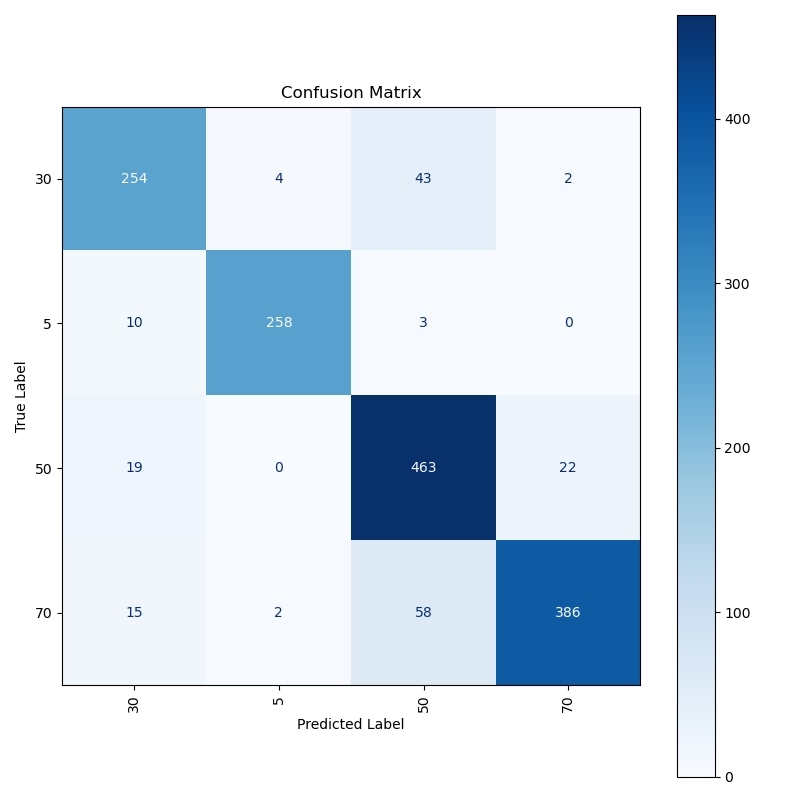 Confusion Matrix
30 254 4 43 2
5 10 258 3 0
50 19 0 463 22
70 15 2 58 386
True Label
30 5 50 70
Predicted Label
400
300
200
100
0